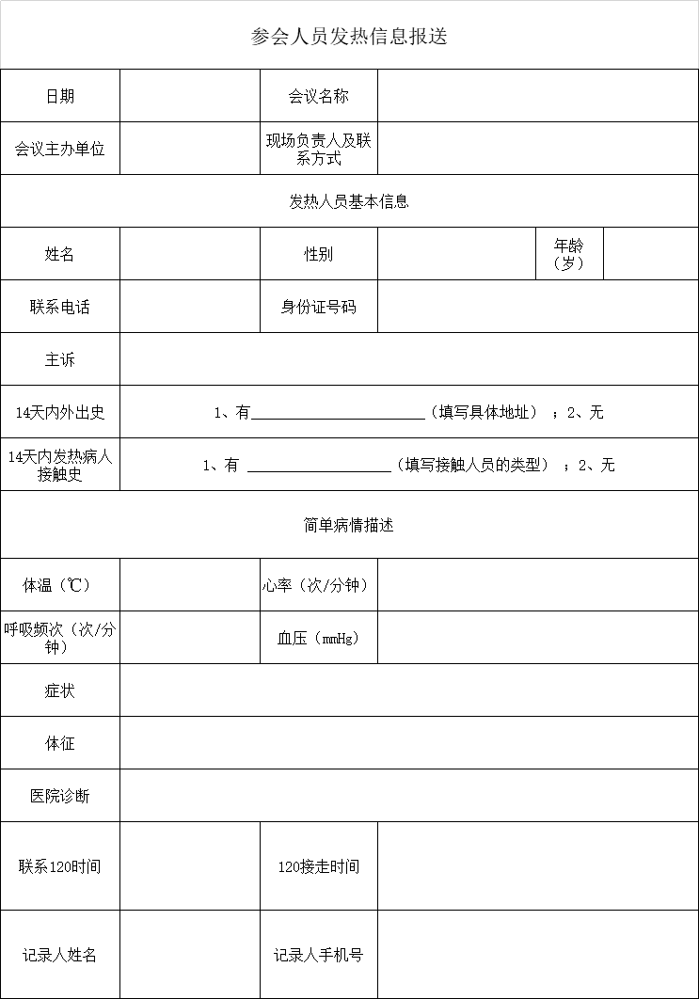 参会人员发热信息报送
日期 会议名称
会议主办单位 现场负责人及联
系方式
发热人员基本信息
姓名 性别 年龄
（岁）
联系电话 身份证号码
主诉
14天内外出史 1、有______________________（填写具体地址）；2、无
14天内发热病人
接触史 1、有 __________________（填写接触人员的类型）；2、无
简单病情描述
体温（℃） 心率（次/分钟）
呼吸频次（次/分
钟） 血压（mmHg）
症状
体征
医院诊断
联系120时间 120接走时间
记录人姓名 记录人手机号